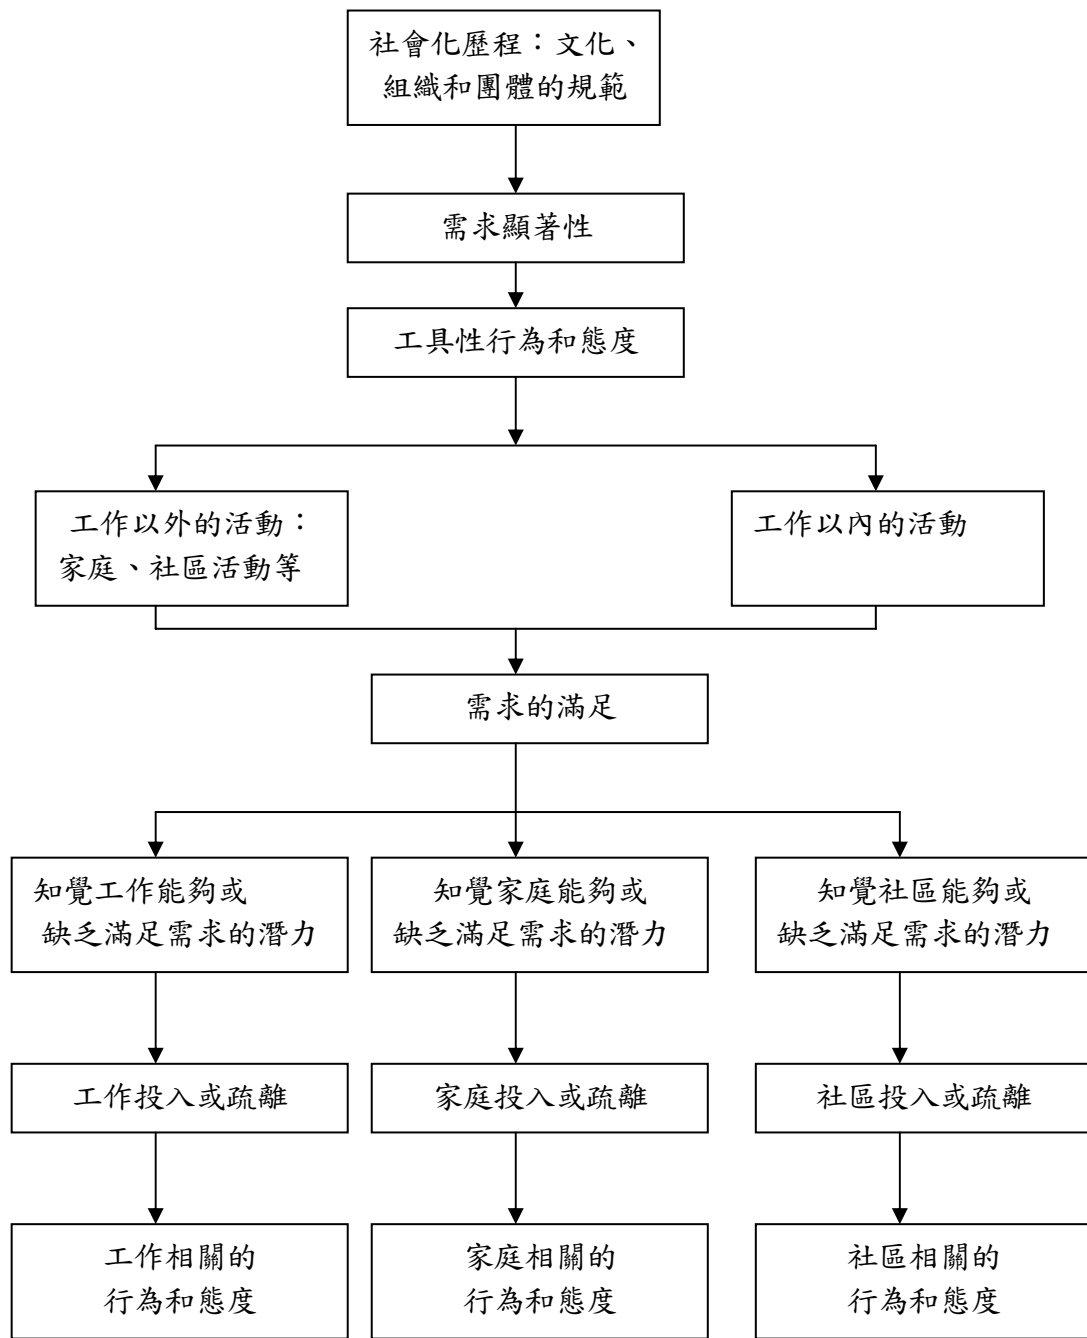 社會化歷程：文化、
組織和團體的規範
需求顯著性
工具性行為和態度
工作以外的活動：
家庭、社區活動等
工作以內的活動
需求的滿足
知覺工作能夠或
缺乏滿足需求的潛力
知覺家庭能夠或
缺乏滿足需求的潛力
知覺社區能夠或
缺乏滿足需求的潛力
工作投入或疏離
家庭投入或疏離
社區投入或疏離
工作相關的
行為和態度
家庭相關的
行為和態度
社區相關的
行為和態度